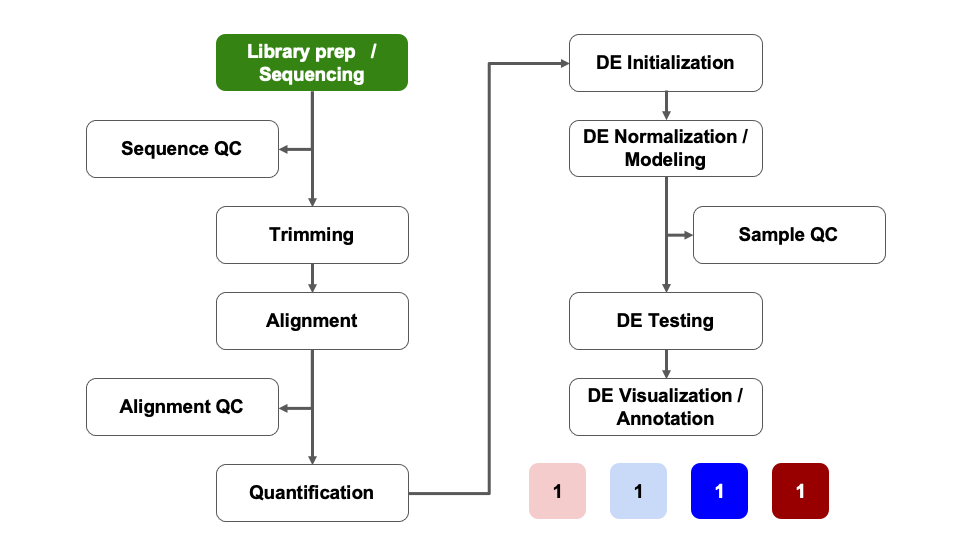 Library prep /
Sequencing
Sequence QC
Trimming
Alignment
Alignment QC
Quantification
DE Initialization
DE Normalization /
Modeling
Sample QC
DE Testing
DE Visualization /
Annotation
1
1
1
1